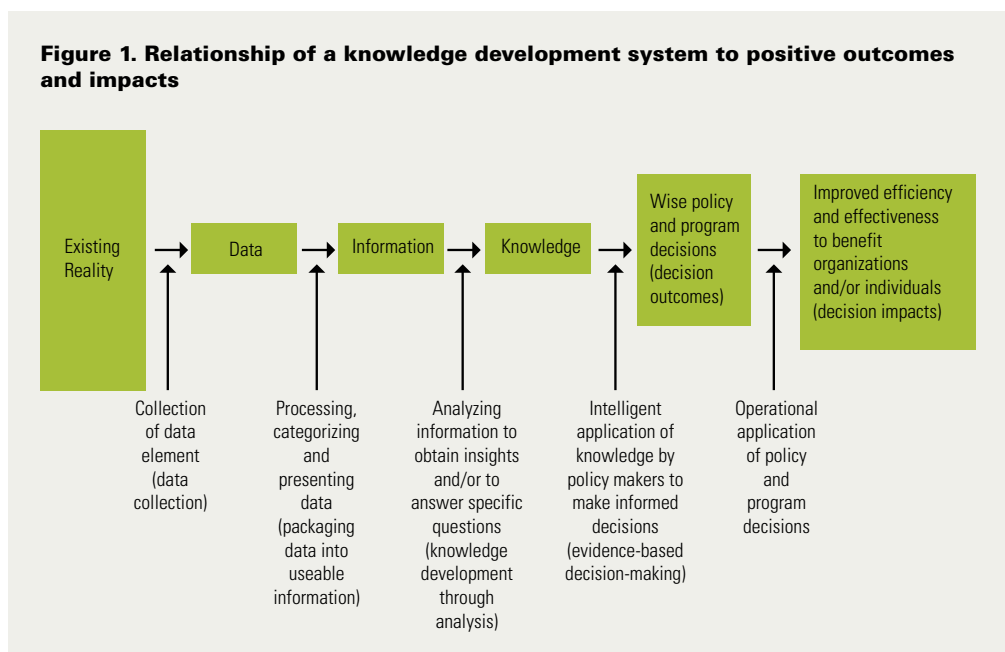 Figure 1. Relationship of a knowledge development system to positive outcomes
and impacts
Existing
Reality
Data
Information
Knowledge
Wise policy
and program
decisions
(decision
outcomes)
Improved efficiency
and effectiveness
to benefit
organizations
and/or individuals
(decision impacts)
Collection
of data
element
(data
collection)
Processing,
categorizing
and
presenting
data
(packaging
data into
useable
information)
Analyzing
information to
obtain insights
and/or to
answer specific
questions
(knowledge
development
through
analysis)
Intelligent
application of
knowledge by
policy makers to
make informed
decisions
(evidence-based
decision-making)
Operational
application
of policy
and
program
decisions